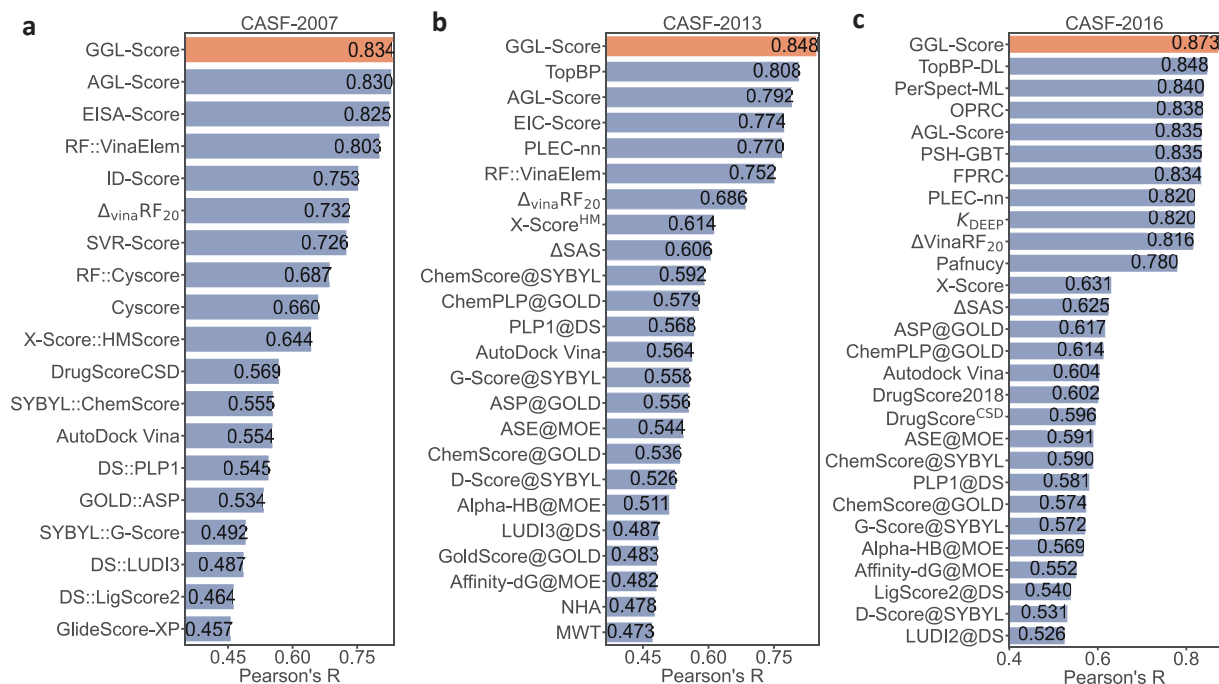 a
CASF-2007
GGL-Score 0.834
AGL-Score 0.830
EISA-Score 0.825
RF::VinaElem 0.803
ID-Score 0.753
Δ_vina RF_20 0.732
SVR-Score 0.726
RF::Cyscore 0.687
Cyscore 0.660
X-Score::HMScore 0.644
DrugScoreCSD 0.569
SYBYL::ChemScore 0.555
AutoDock Vina 0.554
DS::PLP1 0.545
GOLD::ASP 0.534
SYBYL::G-Score 0.492
DS::LUDI3 0.487
DS::LigScore2 0.464
GlideScore-XP 0.457
0.45 0.60 0.75
Pearson's R
b
CASF-2013
GGL-Score 0.848
TopBP 0.808
AGL-Score 0.792
EIC-Score 0.774
PLEC-nn 0.770
RF::VinaElem 0.752
Δ_vina RF_20 0.686
X-Score^HM 0.614
ΔSAS 0.606
ChemScore@SYBYL 0.592
ChemPLP@GOLD 0.579
PLP1@DS 0.568
AutoDock Vina 0.564
G-Score@SYBYL 0.558
ASP@GOLD 0.556
ASE@MOE 0.544
ChemScore@GOLD 0.536
D-Score@SYBYL 0.526
Alpha-HB@MOE 0.511
LUDI3@DS 0.487
GoldScore@GOLD 0.483
Affinity-dG@MOE 0.482
NHA 0.478
MWT 0.473
0.45 0.60 0.75
Pearson's R
c
CASF-2016
GGL-Score 0.873
TopBP-DL 0.848
PerSpect-ML 0.840
OPRC 0.838
AGL-Score 0.835
PSH-GBT 0.835
FPRC 0.834
PLEC-nn 0.820
K_DEEP 0.820
ΔVinaRF_20 0.816
Pafnucy 0.780
X-Score 0.631
ΔSAS 0.625
ASP@GOLD 0.617
ChemPLP@GOLD 0.614
Autodock Vina 0.604
DrugScore2018 0.602
DrugScore^CSD 0.596
ASE@MOE 0.591
ChemScore@SYBYL 0.590
PLP1@DS 0.581
ChemScore@GOLD 0.574
G-Score@SYBYL 0.572
Alpha-HB@MOE 0.569
Affinity-dG@MOE 0.552
LigScore2@DS 0.540
D-Score@SYBYL 0.531
LUDI2@DS 0.526
0.4 0.6 0.8
Pearson's R